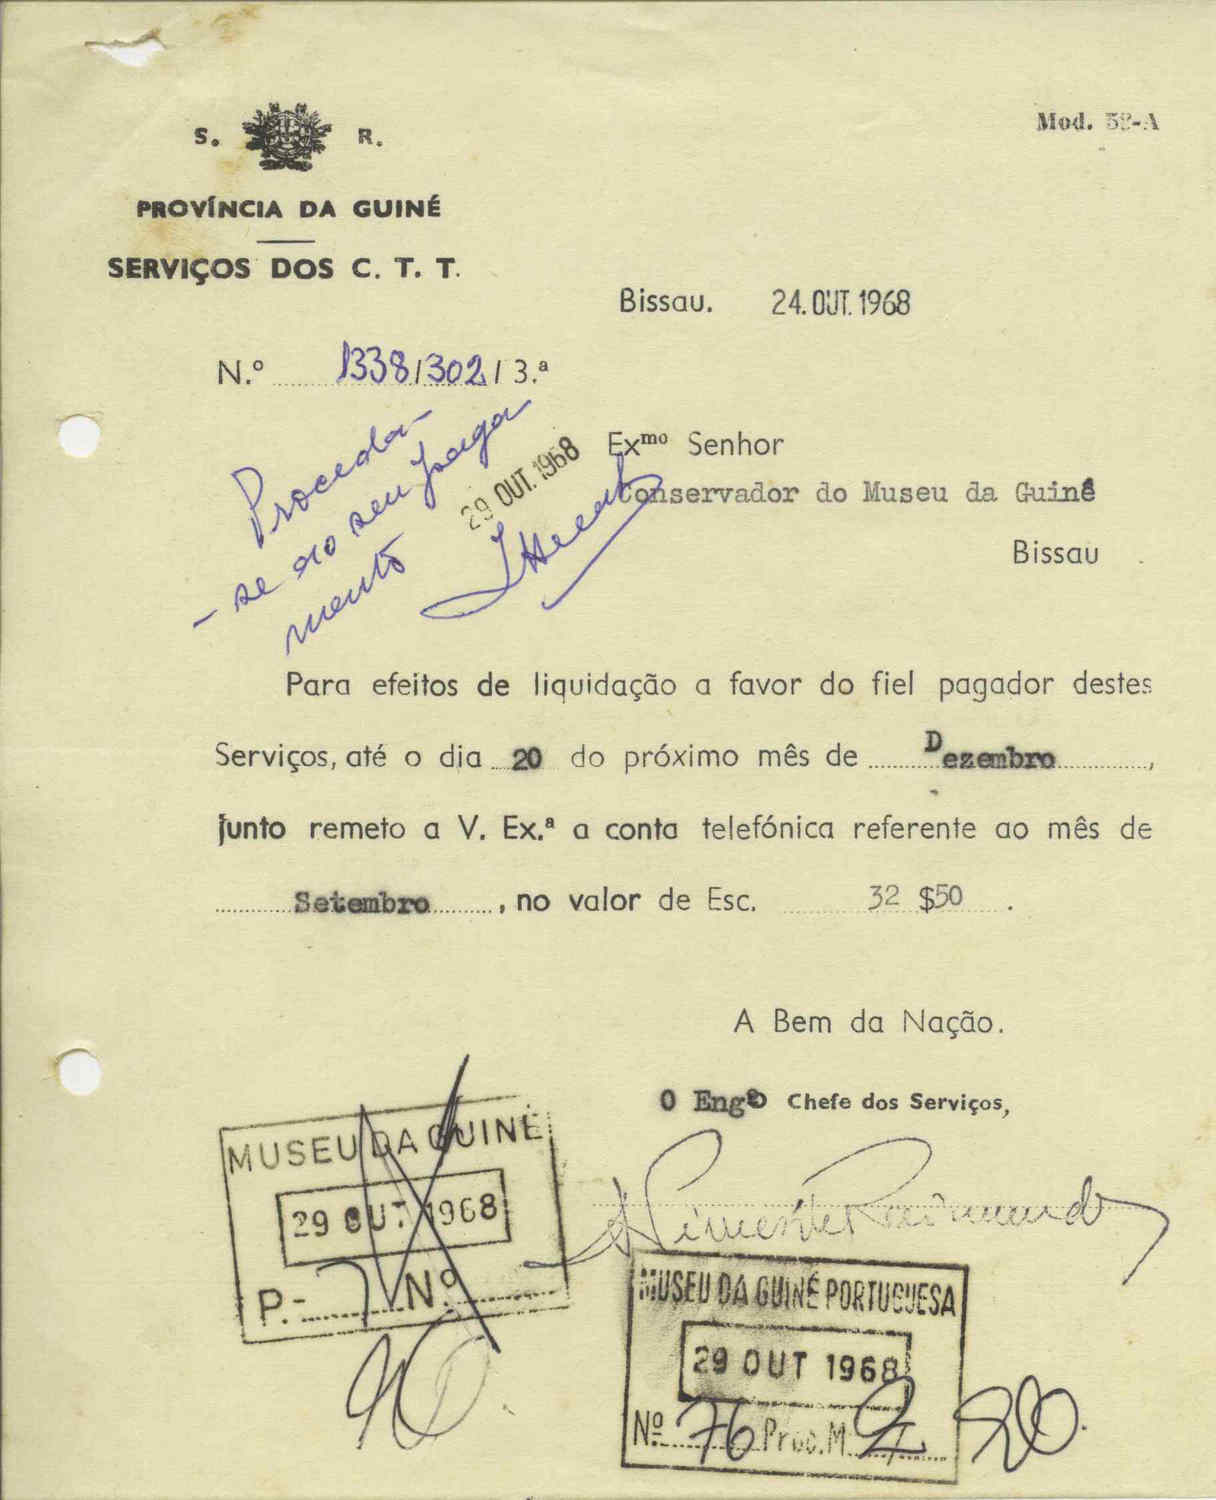 S. R.
Mod. 52-A
PROVÍNCIA DA GUINÉ
SERVIÇOS DOS C. T. T.
Bissau. 24.OUT.1968
N.º 1338/302/3.ª
Proceda-
-se ao seu paga
mento
29 OUT. 1968
Exmo Senhor
Conservador do Museu da Guiné
Bissau
Para efeitos de liquidação a favor do fiel pagador destes
Serviços, até o dia 20 do próximo mês de Dezembro,
junto remeto a V. Ex.ª a conta telefónica referente ao mês de
Setembro, no valor de Esc. 32 $50.
A Bem da Nação.
O Engº Chefe dos Serviços,
MUSEU DA GUINÉ
29 OUT. 1968
P.- Nº
MUSEU DA GUINÉ PORTUGUESA
29 OUT 1968
Nº 76 Proc. M 2